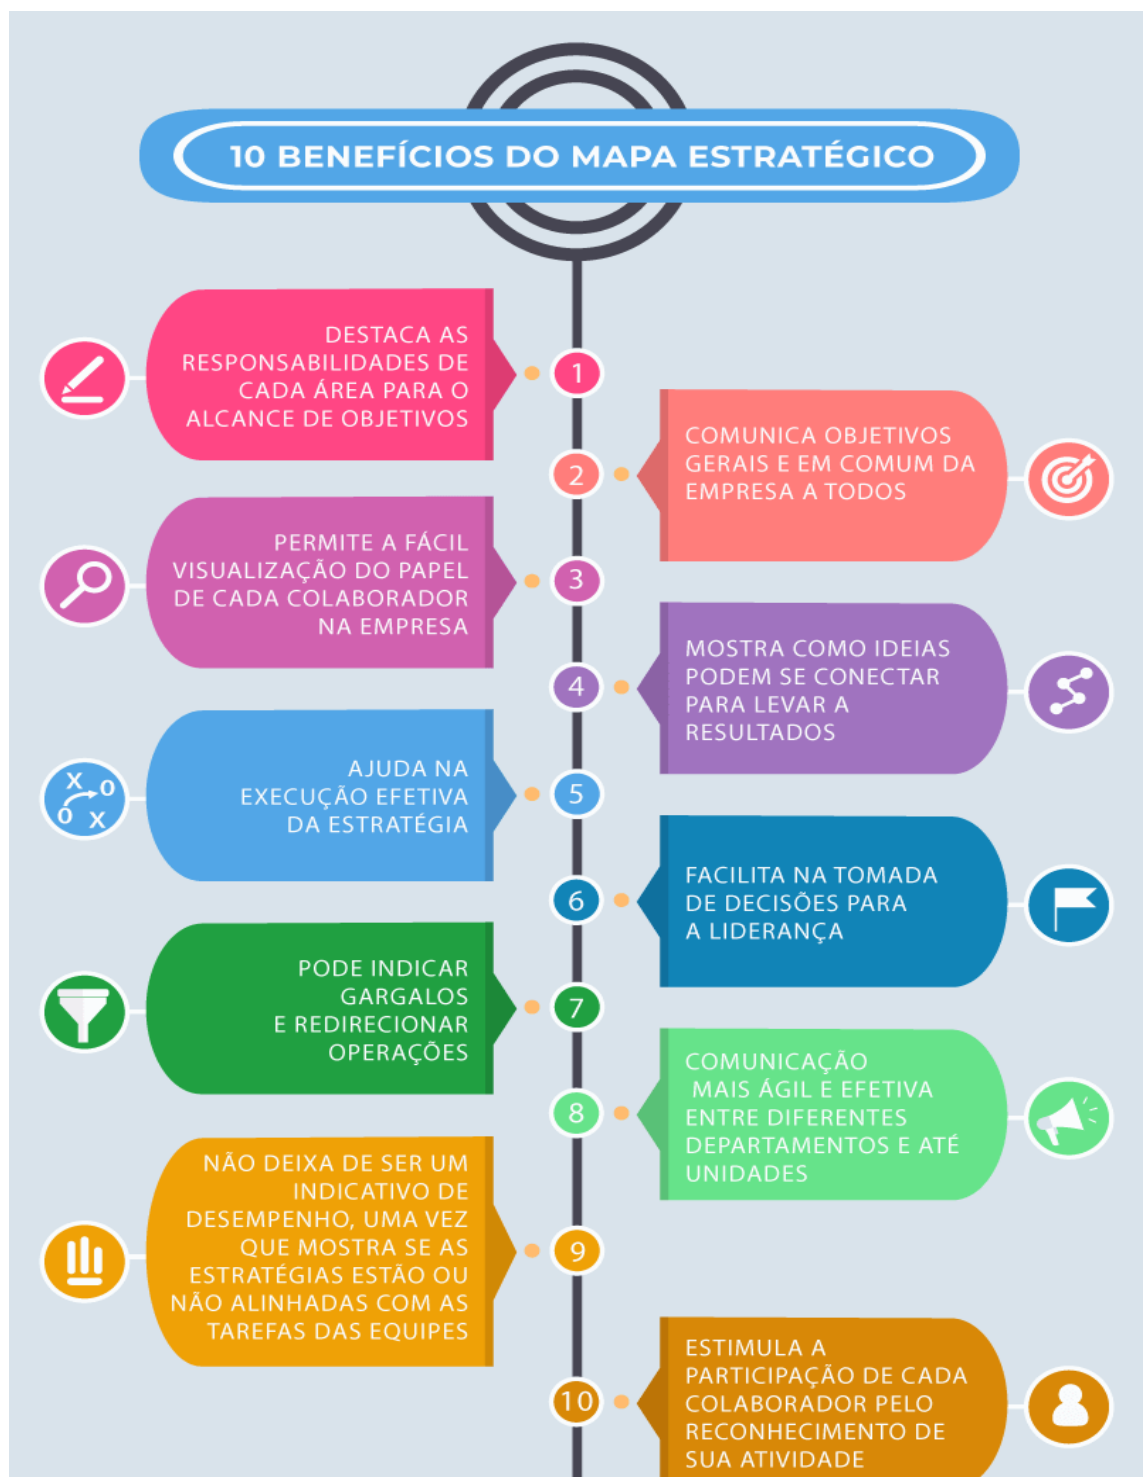 10 BENEFÍCIOS DO MAPA ESTRATÉGICO
DESTACA AS
RESPONSABILIDADES DE
CADA ÁREA PARA O
ALCANCE DE OBJETIVOS
1
COMUNICA OBJETIVOS
GERAIS E EM COMUM DA
EMPRESA A TODOS
2
PERMITE A FÁCIL
VISUALIZAÇÃO DO PAPEL
DE CADA COLABORADOR
NA EMPRESA
3
MOSTRA COMO IDEIAS
PODEM SE CONECTAR
PARA LEVAR A
RESULTADOS
4
X O
O X
AJUDA NA
EXECUÇÃO EFETIVA
DA ESTRATÉGIA
5
FACILITA NA TOMADA
DE DECISÕES PARA
A LIDERANÇA
6
PODE INDICAR
GARGALOS
E REDIRECIONAR
OPERAÇÕES
7
COMUNICAÇÃO
MAIS ÁGIL E EFETIVA
ENTRE DIFERENTES
DEPARTAMENTOS E ATÉ
UNIDADES
8
NÃO DEIXA DE SER UM
INDICATIVO DE
DESEMPENHO, UMA VEZ
QUE MOSTRA SE AS
ESTRATÉGIAS ESTÃO OU
NÃO ALINHADAS COM AS
TAREFAS DAS EQUIPES
9
ESTIMULA A
PARTICIPAÇÃO DE CADA
COLABORADOR PELO
RECONHECIMENTO DE
SUA ATIVIDADE
10